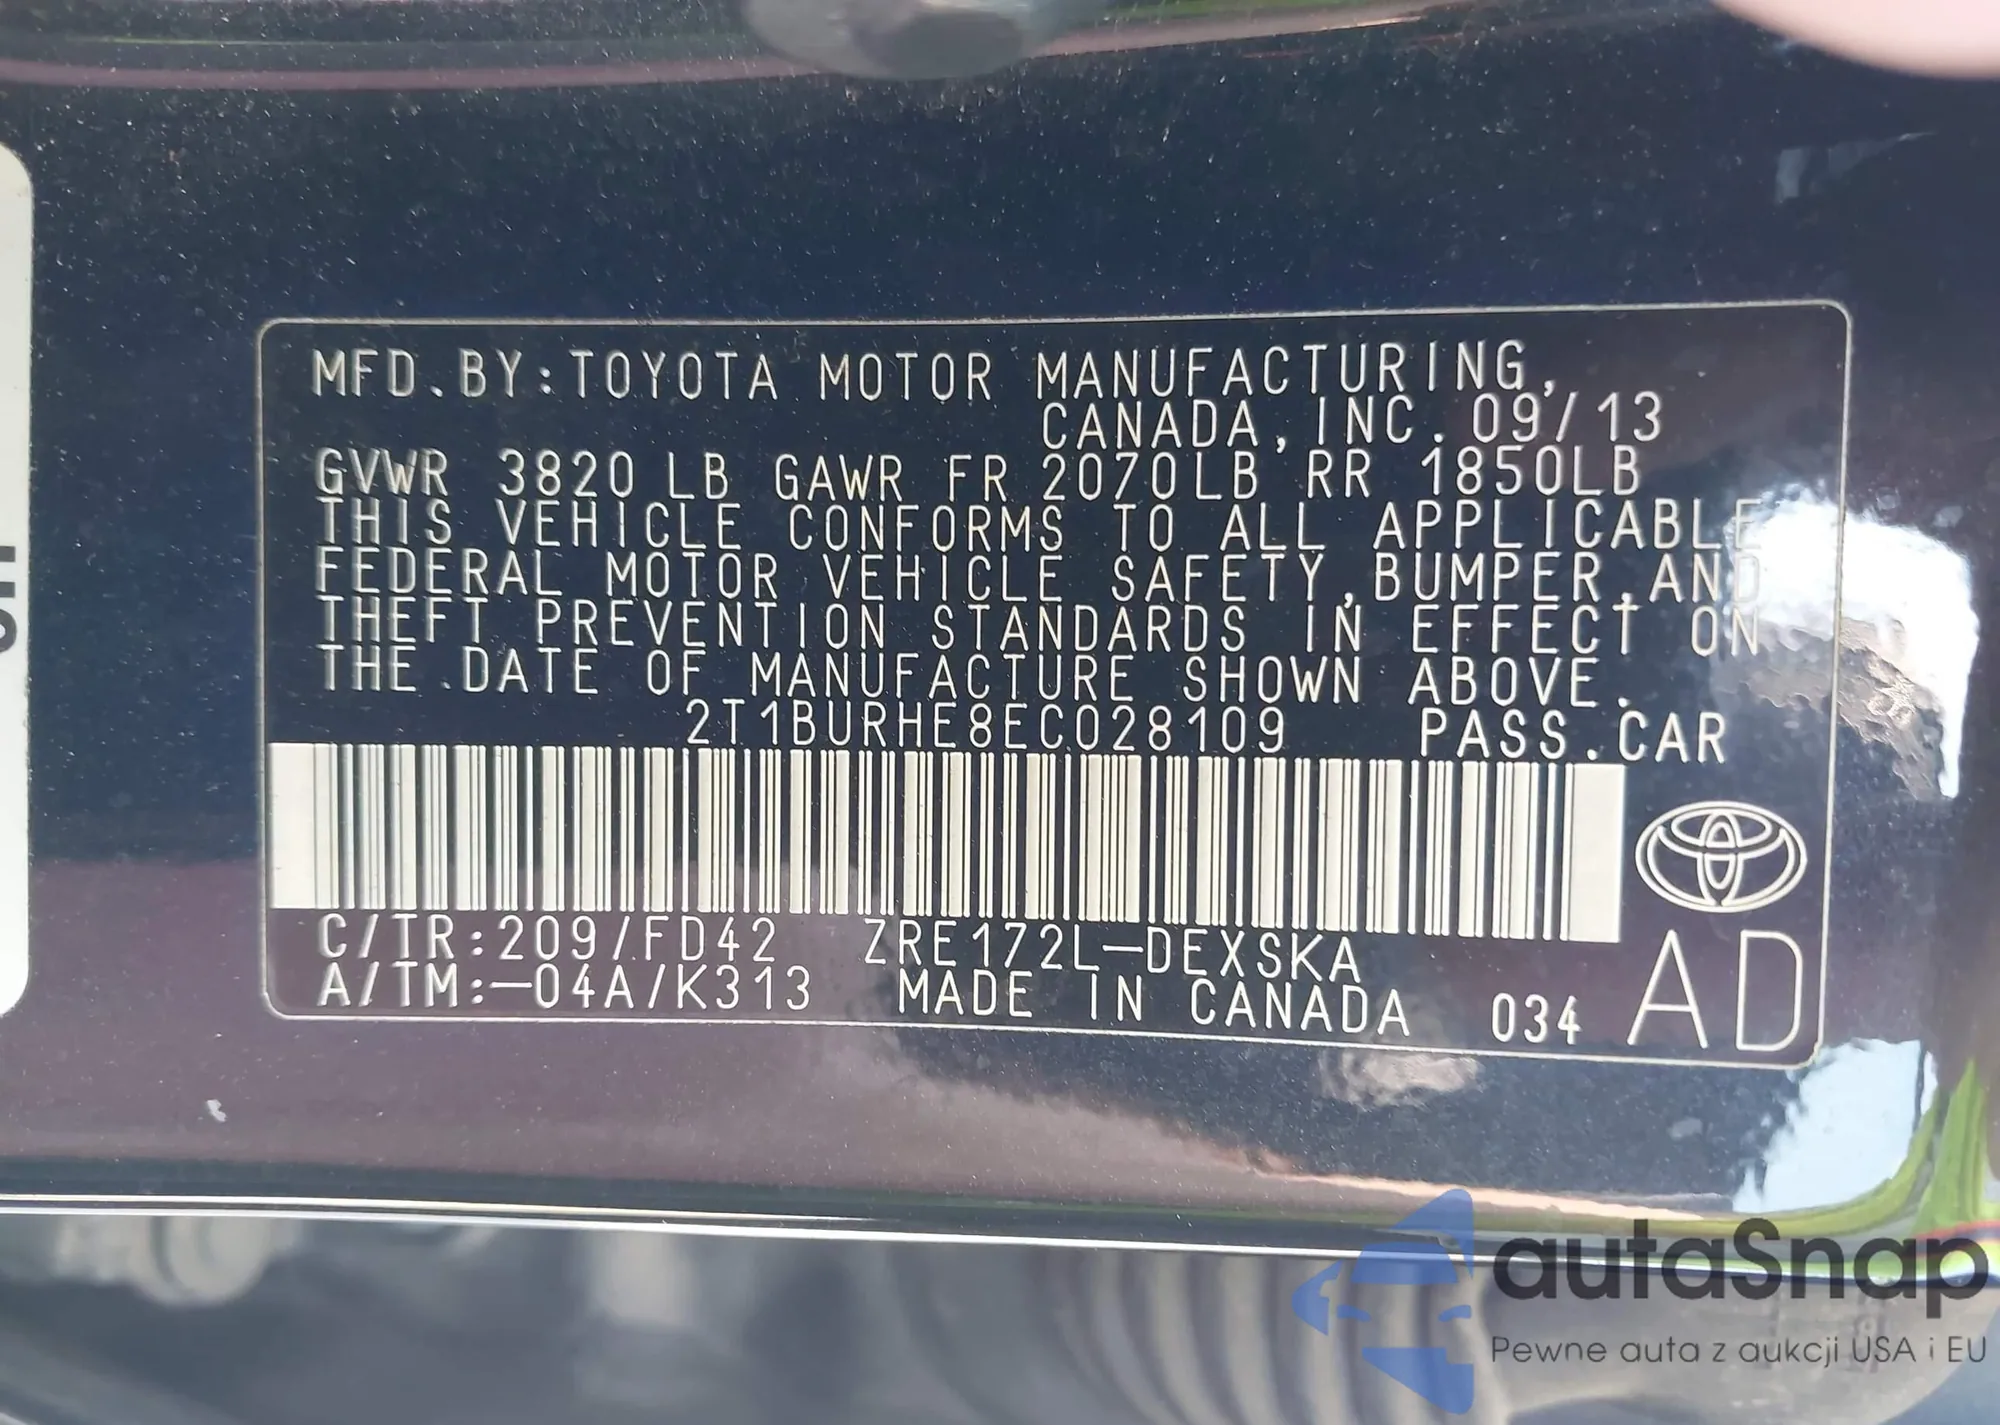 MFD.BY:TOYOTA MOTOR MANUFACTURING,
CANADA,INC.09/13
GVWR 3820 LB GAWR FR 2070LB RR 1850LB
THIS VEHICLE CONFORMS TO ALL APPLICABLE
FEDERAL MOTOR VEHICLE SAFETY,BUMPER,AND
THEFT PREVENTION STANDARDS IN EFFECT ON
THE DATE OF MANUFACTURE SHOWN ABOVE.
2T1BURHE8EC028109 PASS.CAR
C/TR:209/FD42 ZRE172L-DEXSKA
A/TM:-04A/K313 MADE IN CANADA 034 AD
autaSnap
Pewne auta z aukcji USA i EU